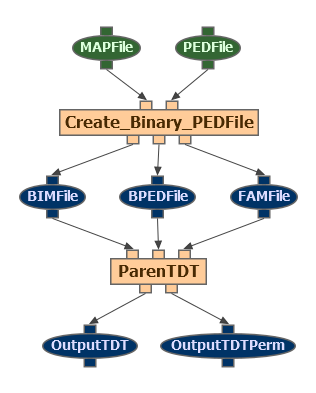 MAPFile PEDFile
Create_Binary_PEDFile
BIMFile BPEDFile FAMFile
ParenTDT
OutputTDT OutputTDTPerm